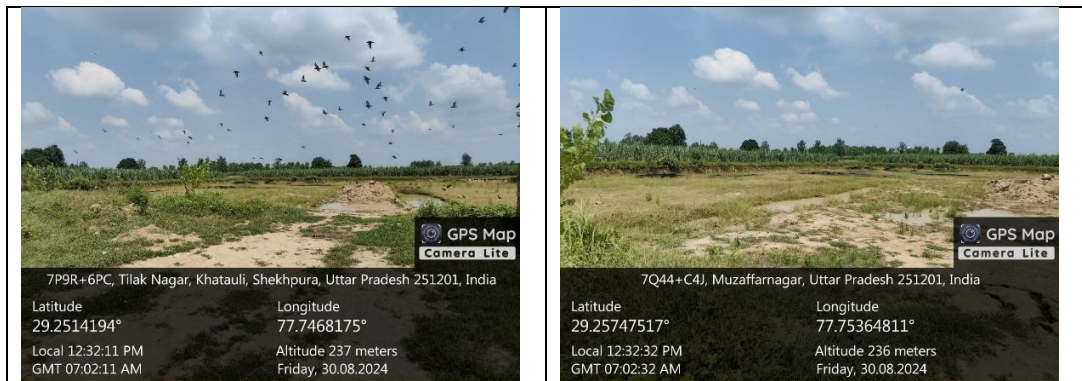 GPS Map
Camera Lite
7P9R+6PC, Tilak Nagar, Khatauli, Shekhpura, Uttar Pradesh 251201, India
Latitude
29.2514194°
Longitude
77.7468175°
Local 12:32:11 PM
GMT 07:02:11 AM
Altitude 237 meters
Friday, 30.08.2024
GPS Map
Camera Lite
7Q44+C4J, Muzaffarnagar, Uttar Pradesh 251201, India
Latitude
29.25747517°
Longitude
77.75364811°
Local 12:32:32 PM
GMT 07:02:32 AM
Altitude 236 meters
Friday, 30.08.2024